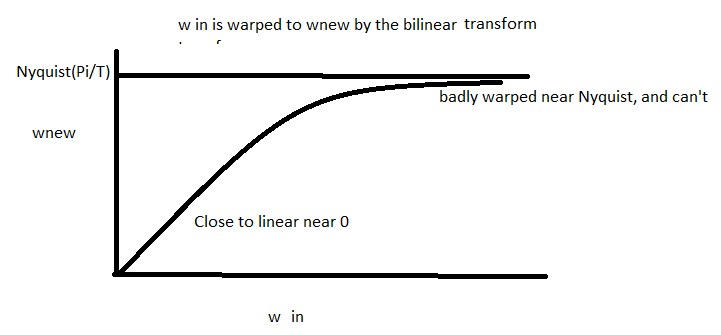 w in is warped to wnew by the bilinear transform
Nyquist(Pi/T)
badly warped near Nyquist, and can't
wnew
Close to linear near 0
w in